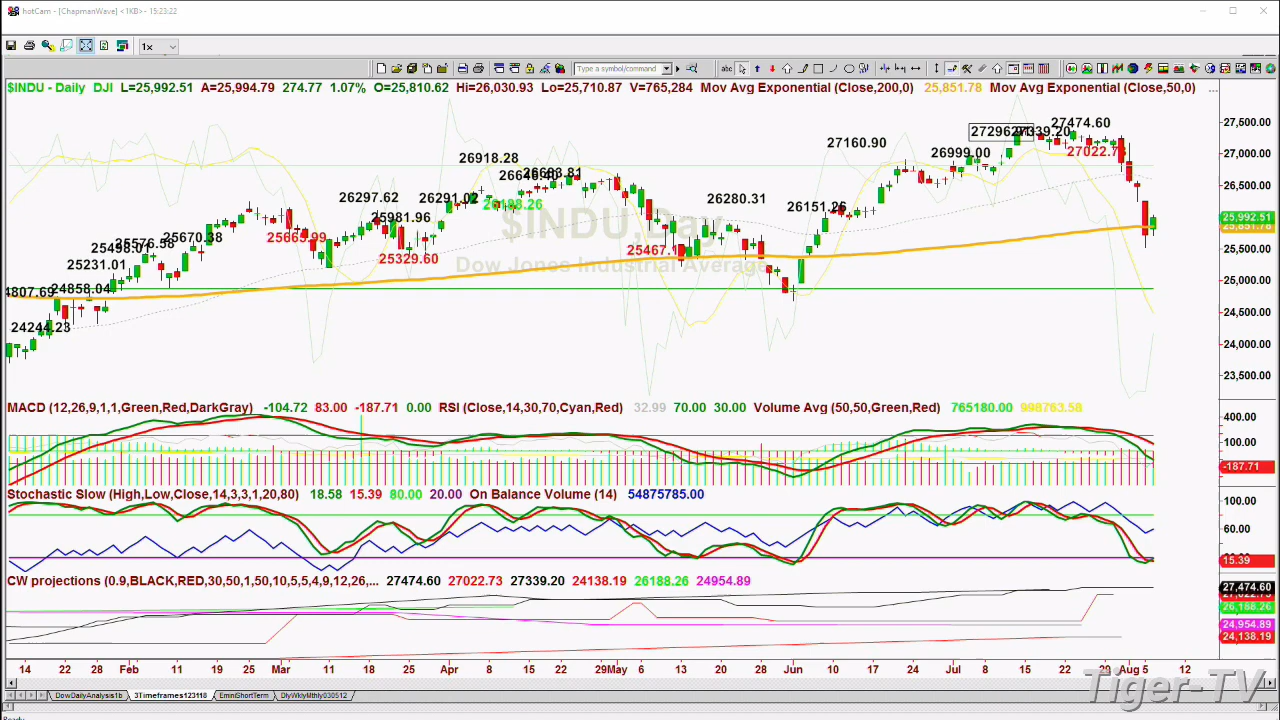 hotCam - [ChapmanWave] <1KB>- 15:23:22
1x
Type a symbol/command
abc
$INDU - Daily DJI L=25,992.51 A=25,994.79 274.77 1.07% O=25,810.62 Hi=26,030.93 Lo=25,710.87 V=765,284 Mov Avg Exponential (Close,200,0) 25,851.78 Mov Avg Exponential (Close,50,0) ...
27474.60
27,500.00
27160.90
27022.73
27,000.00
26999.00
26918.28
26,500.00
26297.62
26280.31
26151.26
26188.26
25981.96
25,992.51
25,851.78
$INDU,Day
25670.38
25665.99
25576.58
25467.1
25,500.00
Dow Jones Industrial Average
25329.60
25231.01
25,000.00
24858.04
24,500.00
24244.23
24,000.00
23,500.00
MACD (12,26,9,1,1,Green,Red,DarkGray) -104.72 83.00 -187.71 0.00 RSI (Close,14,30,70,Cyan,Red) 32.99 70.00 30.00 Volume Avg (50,50,Green,Red) 765180.00 998763.58
400.00
100.00
-187.71
Stochastic Slow (High,Low,Close,14,3,3,1,20,80) 18.58 15.39 80.00 20.00 On Balance Volume (14) 54875785.00
100.00
60.00
15.39
CW projections (0.9,BLACK,RED,30,50,1,50,10,5,5,4,9,12,26,... 27474.60 27022.73 27339.20 24138.19 26188.26 24954.89
27,474.60
26,188.26
24,954.89
24,138.19
14 22 28 Feb 11 19 25 Mar 11 18 25 Apr 8 15 22 29 May 6 13 20 28 Jun 10 17 24 Jul 8 15 22 29 Aug 5 12
Tiger-TV
DowDailyAnalysis1b 3Timeframes123118 EminiShortTerm DlyWklyMthly030512